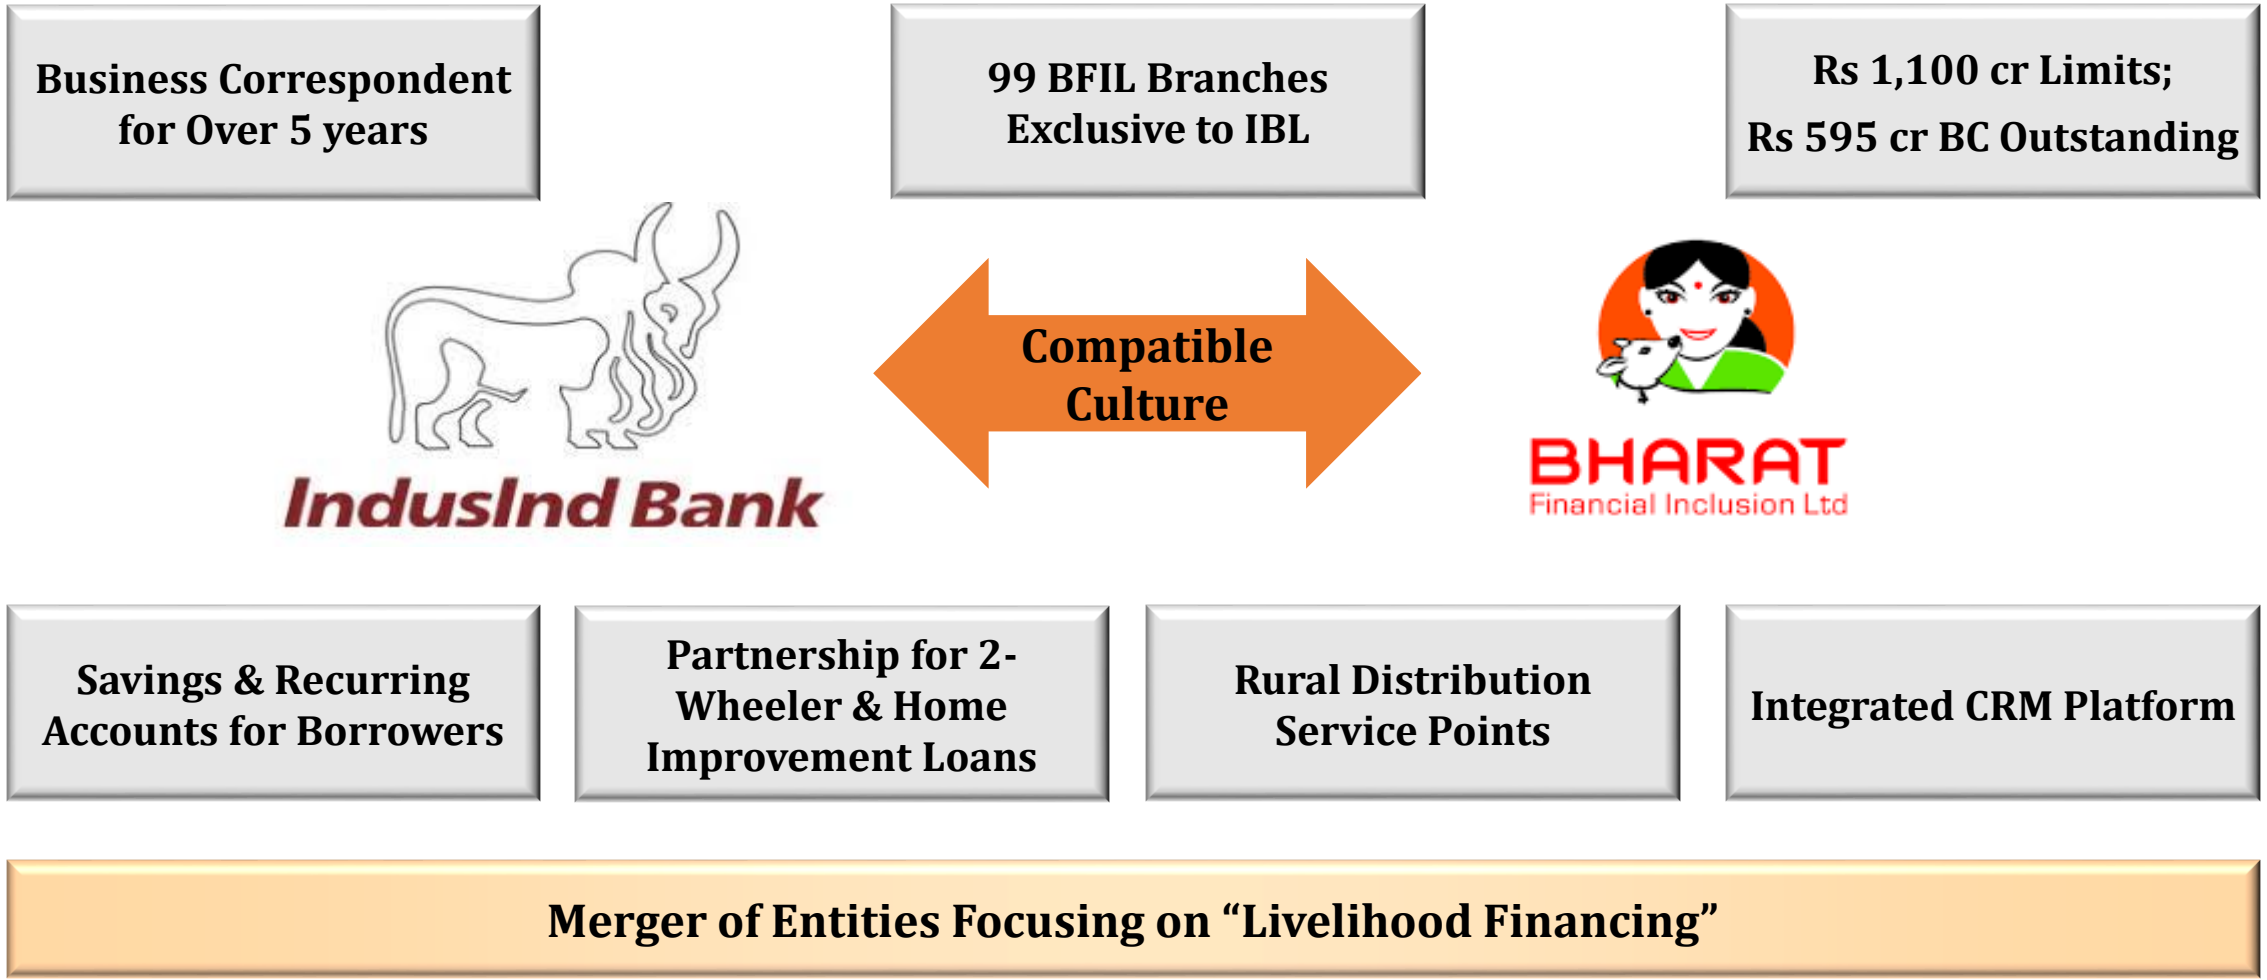 Business Correspondent
for Over 5 years
99 BFIL Branches
Exclusive to IBL
Rs 1,100 cr Limits;
Rs 595 cr BC Outstanding
Compatible
Culture
IndusInd Bank
BHARAT
Financial Inclusion Ltd
Savings & Recurring
Accounts for Borrowers
Partnership for 2-
Wheeler & Home
Improvement Loans
Rural Distribution
Service Points
Integrated CRM Platform
Merger of Entities Focusing on “Livelihood Financing”